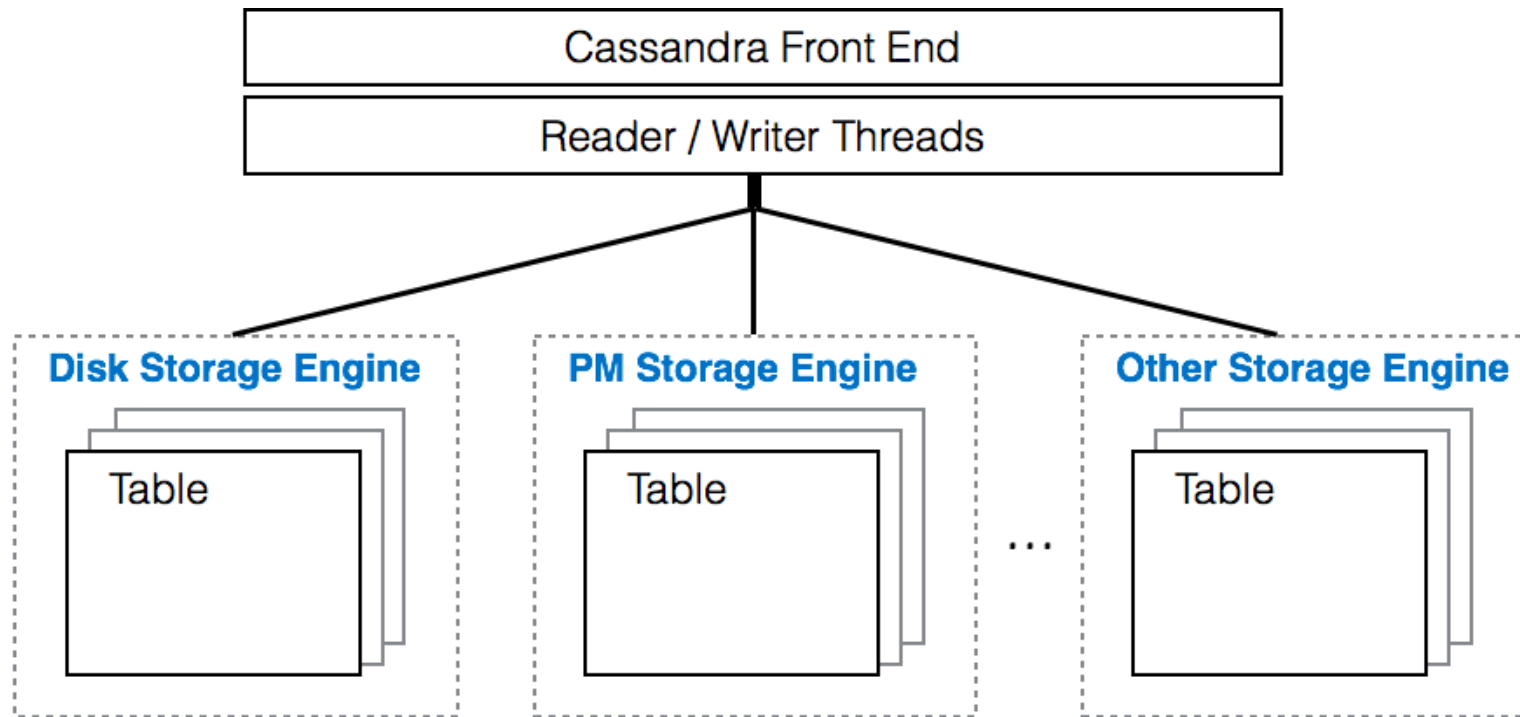 Cassandra Front End
Reader / Writer Threads
Disk Storage Engine
PM Storage Engine
Other Storage Engine
Table
Table
...
Table